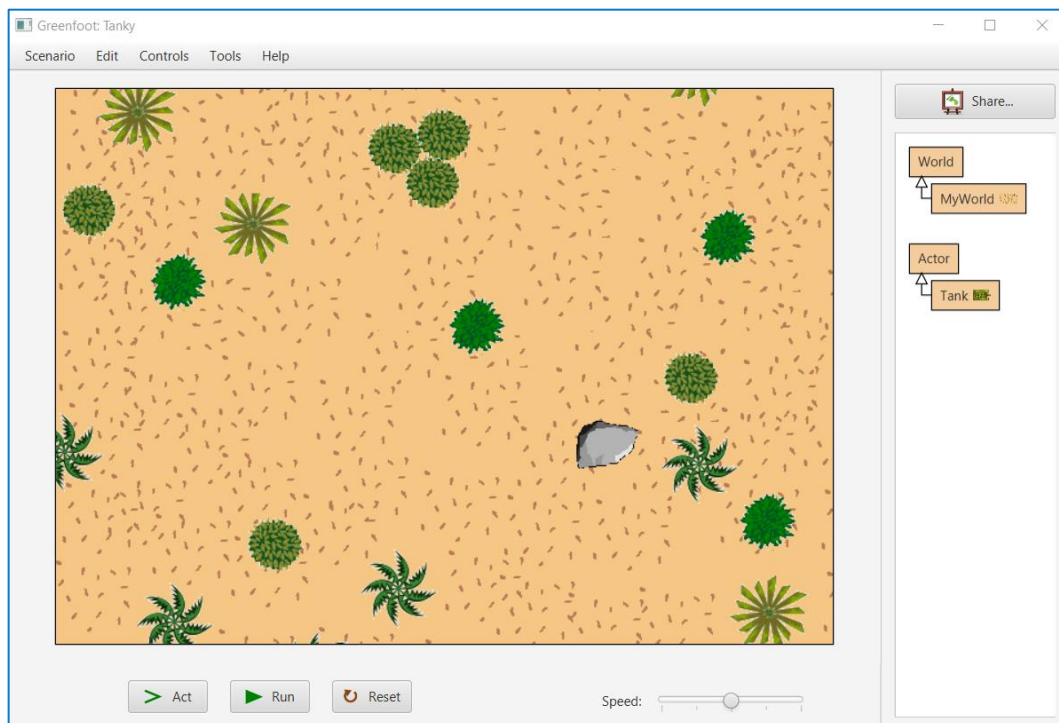 Greenfoot: Tanky
Scenario Edit Controls Tools Help
Share...
World
MyWorld
Actor
Tank
Act Run Reset Speed: